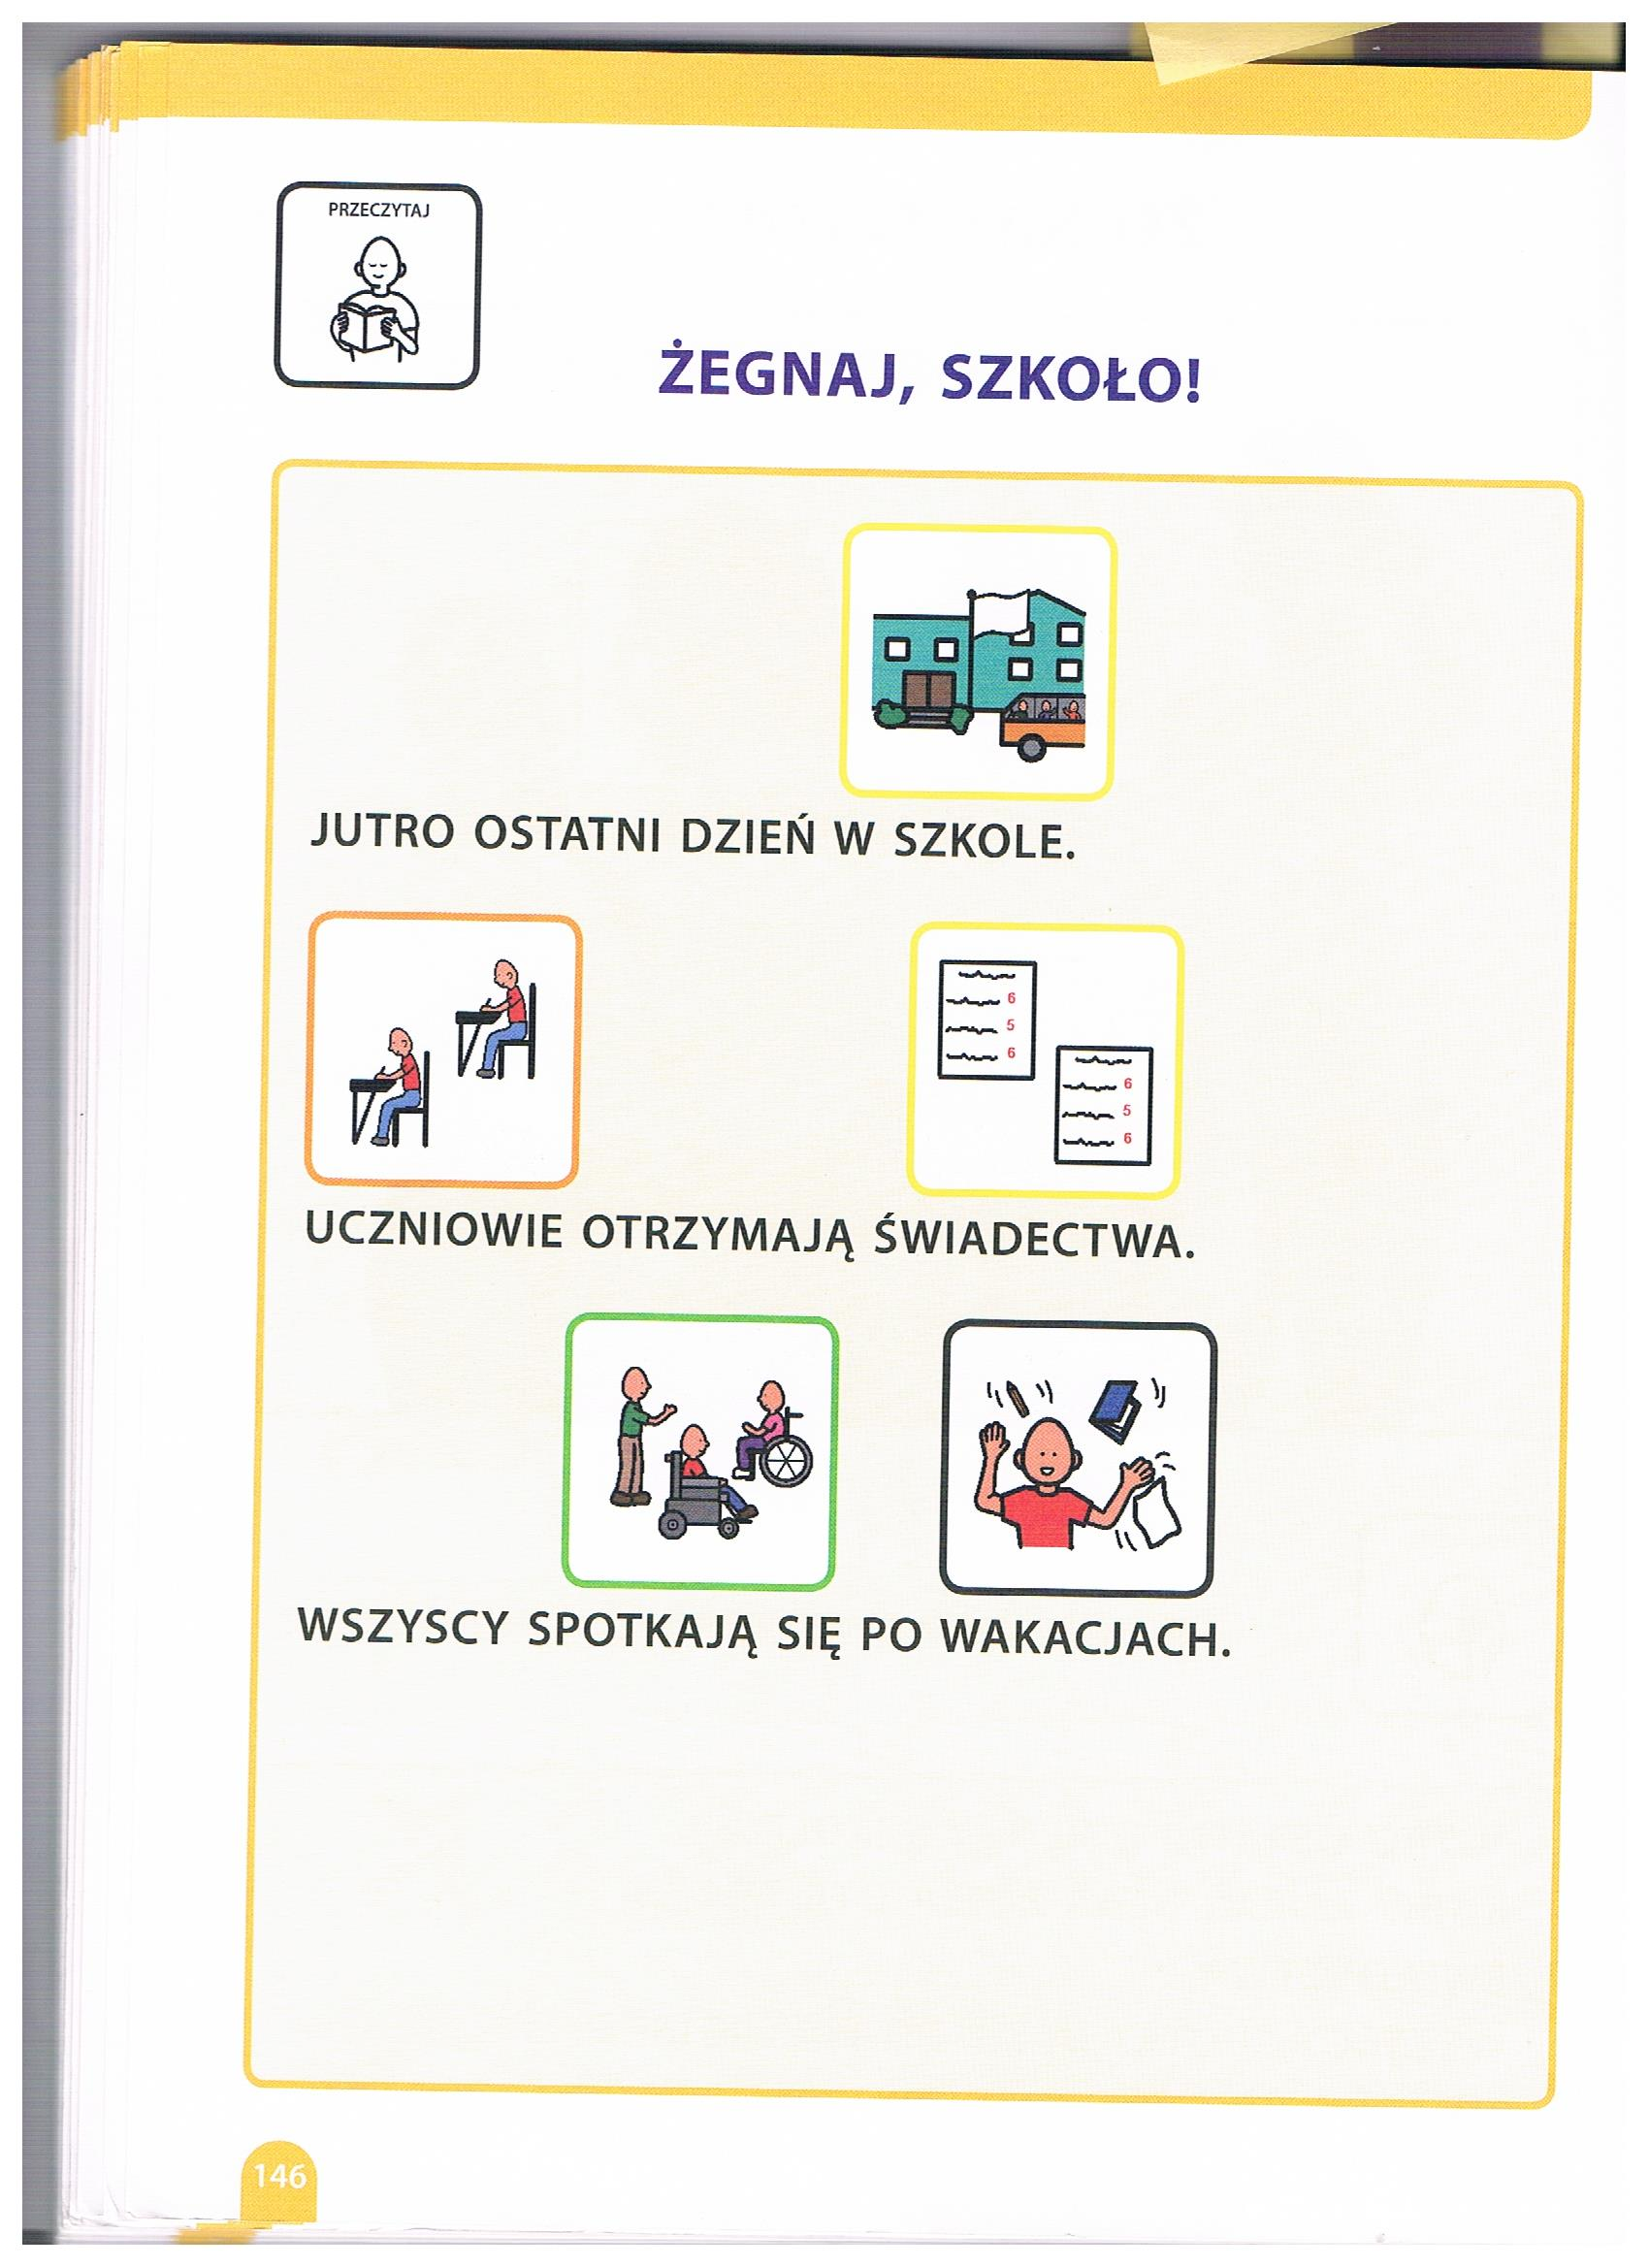 PRZECZYTAJ
ŻEGNAJ, SZKOŁO!
JUTRO OSTATNI DZIEŃ W SZKOLE.
6
5
6
6
5
6
UCZNIOWIE OTRZYMAJĄ ŚWIADECTWA.
WSZYSCY SPOTKAJĄ SIĘ PO WAKACJACH.
146